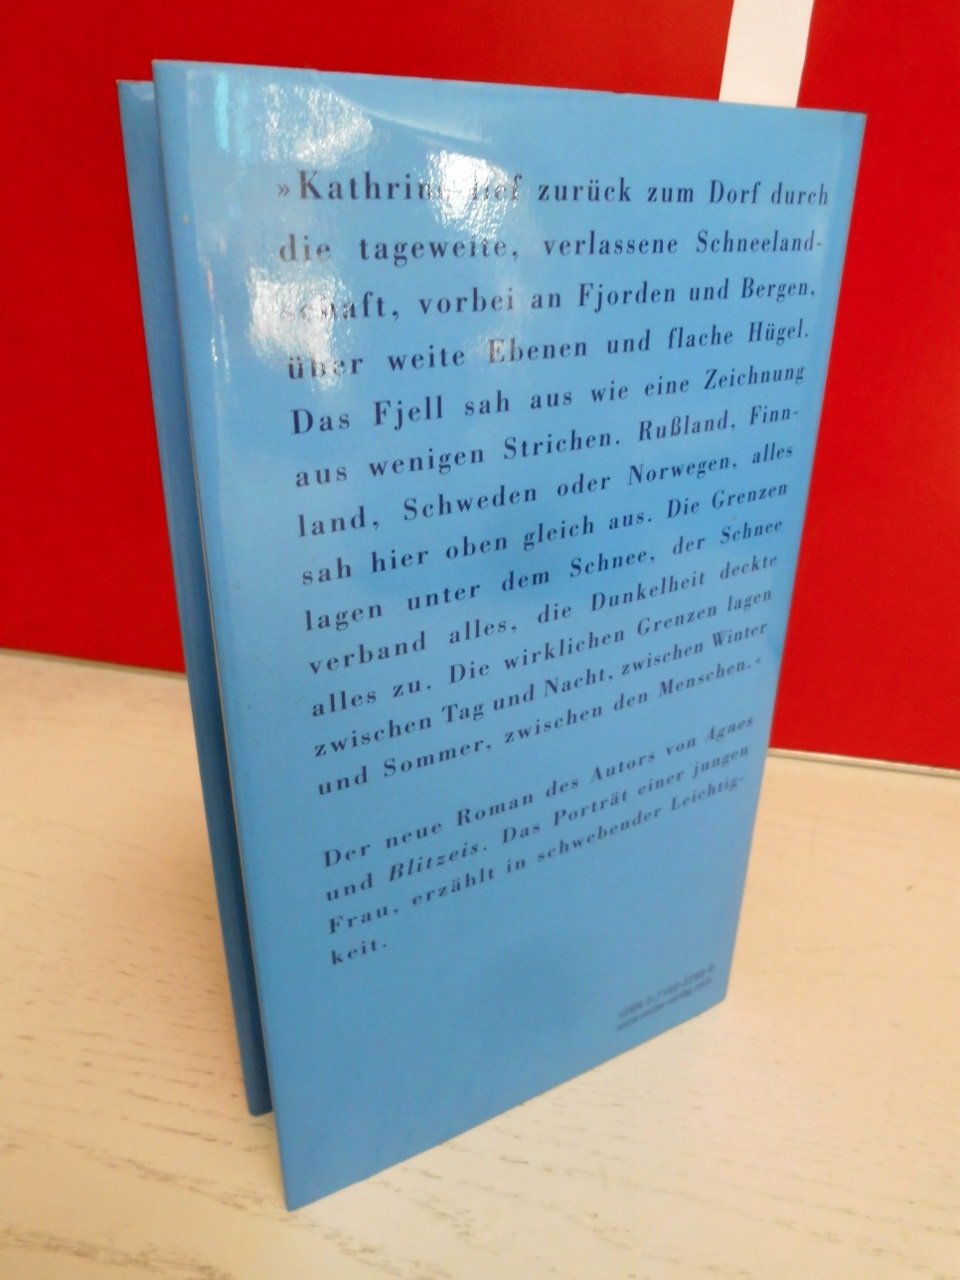 »Kathrine lief zurück zum Dorf durch
die tageweite, verlassene Schneeland-
schaft, vorbei an Fjorden und Bergen,
über weite Ebenen und flache Hügel.
Das Fjell sah aus wie eine Zeichnung
aus wenigen Strichen. Rußland, Finn-
land, Schweden oder Norwegen, alles
sah hier oben gleich aus. Die Grenzen
lagen unter dem Schnee, der Schnee
verband alles, die Dunkelheit deckte
alles zu. Die wirklichen Grenzen lagen
zwischen Tag und Nacht, zwischen Winter
und Sommer, zwischen den Menschen.«
Der neue Roman des Autors von Agnes
und Blitzeis. Das Porträt einer jungen
Frau, erzählt in schwebender Leichtig-
keit.
ISBN